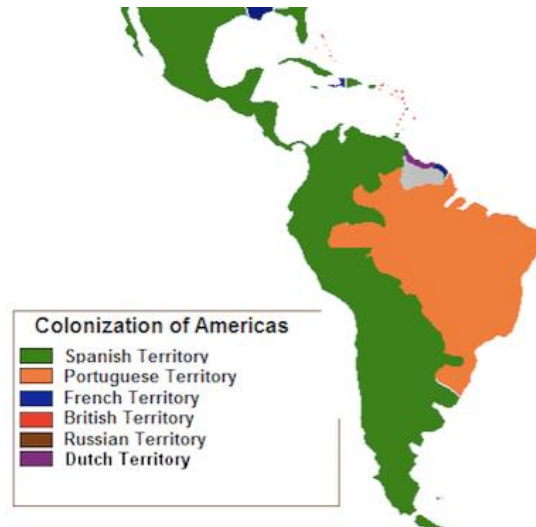 Colonization of Americas
Spanish Territory
Portuguese Territory
French Territory
British Territory
Russian Territory
Dutch Territory